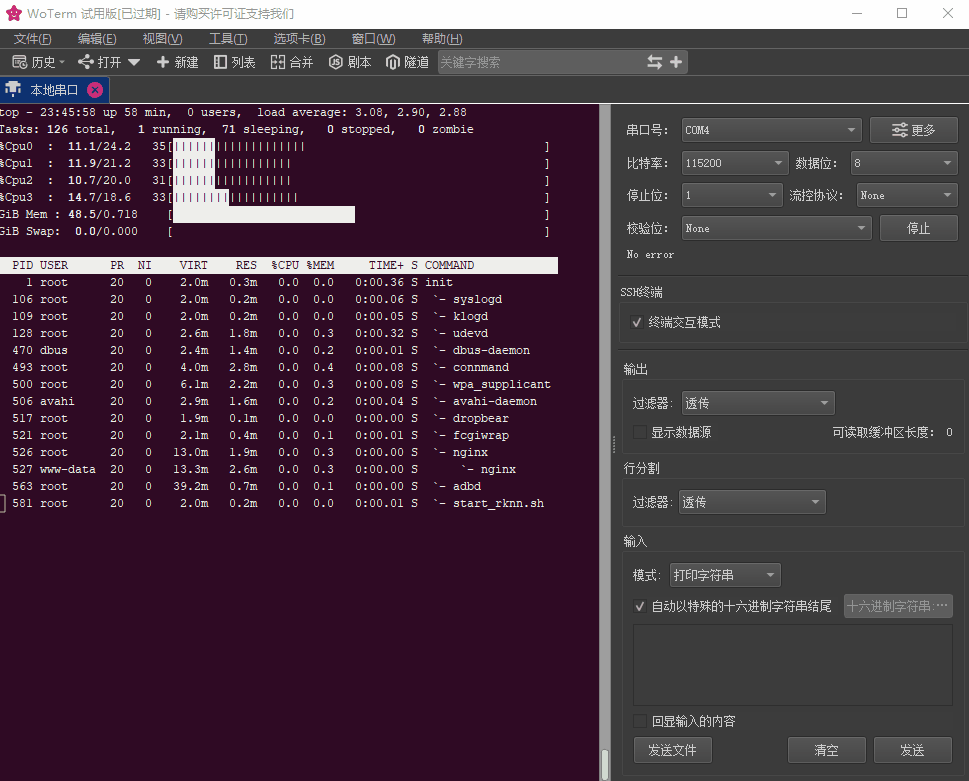 WoTerm 试用版[已过期] - 请购买许可证支持我们
文件(F) 编辑(E) 视图(V) 工具(T) 选项卡(B) 窗口(W) 帮助(H)
历史 打开 新建 列表 合并 脚本 隧道 关键字搜索
本地串口
top - 23:45:58 up 58 min,  0 users,  load average: 3.08, 2.90, 2.88
Tasks: 126 total,   1 running,  71 sleeping,   0 stopped,   0 zombie
%Cpu0  :  11.1/24.2   35[|||||||||||||||||||                                  ]
%Cpu1  :  11.9/21.2   33[|||||||||||||||||                                    ]
%Cpu2  :  10.7/20.0   31[|||||||||||||||||                                    ]
%Cpu3  :  14.7/18.6   33[||||||||||||||||||                                   ]
GiB Mem : 48.5/0.718    [                                                     ]
GiB Swap:  0.0/0.000    [                                                     ]
PID USER      PR  NI    VIRT    RES  %CPU %MEM     TIME+ S COMMAND
1 root      20   0    2.0m   0.3m   0.0  0.0   0:00.36 S init
106 root      20   0    2.0m   0.2m   0.0  0.0   0:00.06 S  `- syslogd
109 root      20   0    2.0m   0.2m   0.0  0.0   0:00.05 S  `- klogd
128 root      20   0    2.6m   1.8m   0.0  0.3   0:00.32 S  `- udevd
470 dbus      20   0    2.4m   1.4m   0.0  0.2   0:00.01 S  `- dbus-daemon
493 root      20   0    4.0m   2.8m   0.0  0.4   0:00.08 S  `- connmand
500 root      20   0    6.1m   2.2m   0.0  0.3   0:00.08 S  `- wpa_supplicant
506 avahi     20   0    2.9m   1.6m   0.0  0.2   0:00.04 S  `- avahi-daemon
517 root      20   0    1.9m   0.1m   0.0  0.0   0:00.00 S  `- dropbear
521 root      20   0    2.1m   0.4m   0.0  0.1   0:00.01 S  `- fcgiwrap
526 root      20   0   13.0m   1.9m   0.0  0.3   0:00.00 S  `- nginx
527 www-data  20   0   13.3m   2.6m   0.0  0.3   0:00.00 S      `- nginx
563 root      20   0   39.2m   0.7m   0.0  0.1   0:00.00 S  `- adbd
581 root      20   0    2.0m   0.2m   0.0  0.0   0:00.01 S  `- start_rknn.sh
串口号: COM4 更多
比特率: 115200 数据位: 8
停止位: 1 流控协议: None
校验位: None 停止
No error
SSH终端
终端交互模式
输出
过滤器: 透传
显示数据源 可读取缓冲区长度: 0
行分割
过滤器: 透传
输入
模式: 打印字符串
自动以特殊的十六进制字符串结尾 十六进制字符串:···
回显输入的内容
发送文件 清空 发送